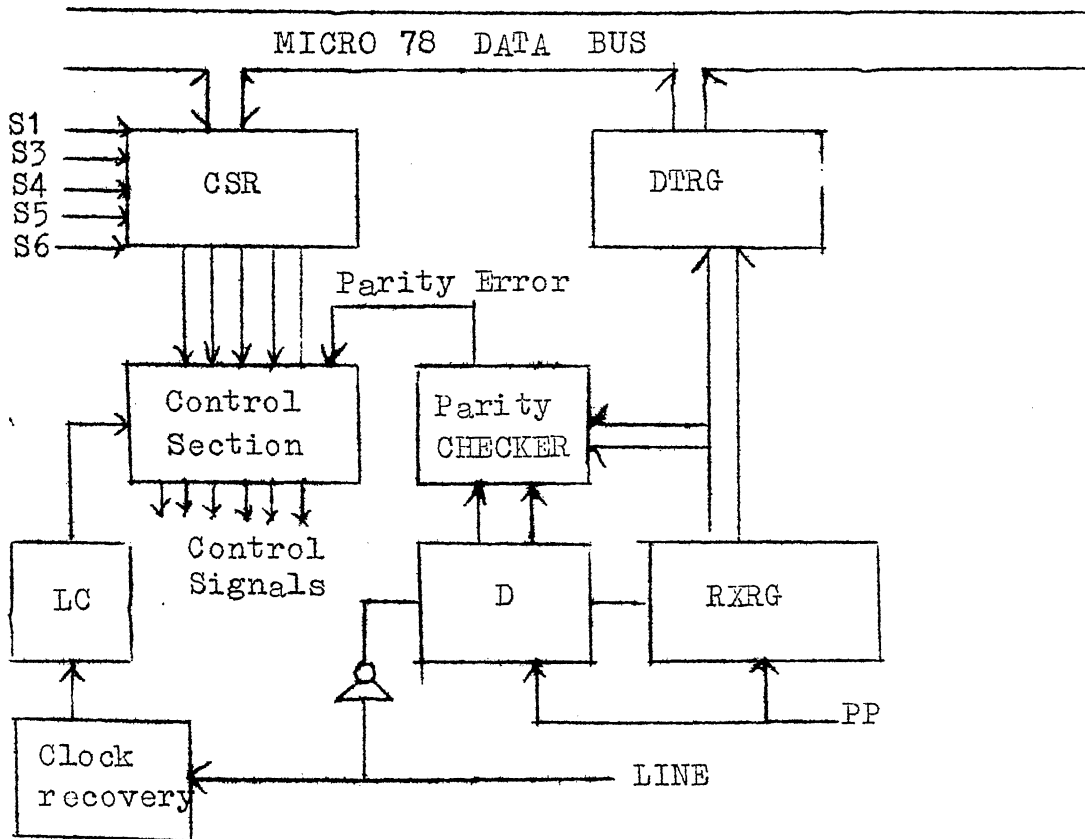 MICRO 78 DATA BUS
S1
S3
S4
S5
S6
CSR
DTRG
Parity Error
Control
Section
Parity
CHECKER
Control
Signals
LC
D
RXRG
PP
Clock
recovery
LINE